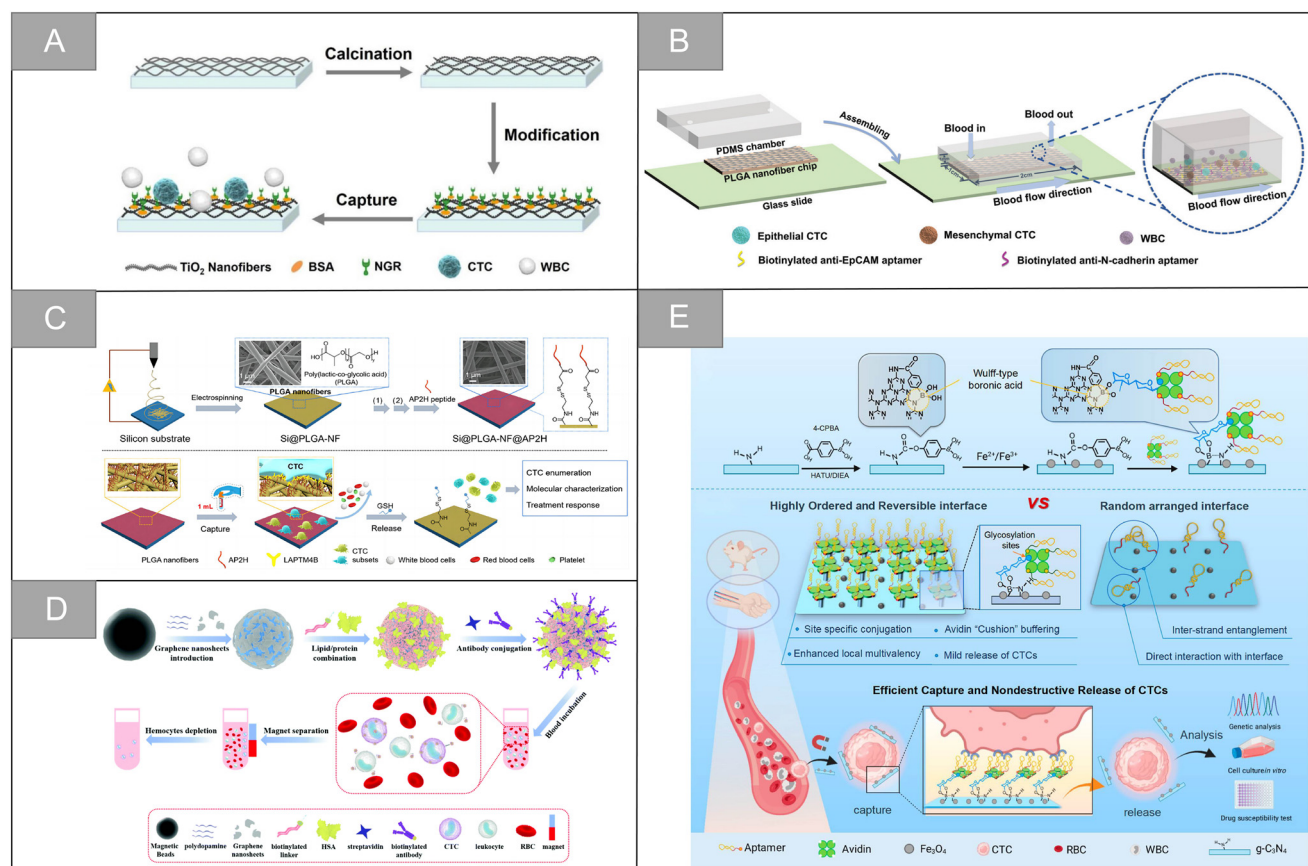 A
Calcination
Modification
Capture
TiO2 Nanofibers
BSA
NGR
CTC
WBC
B
PDMS chamber
PLGA nanofiber chip
Glass slide
Assembling
Blood in
Blood out
1cm
2cm
Blood flow direction
Blood flow direction
Epithelial CTC
Mesenchymal CTC
WBC
Biotinylated anti-EpCAM aptamer
Biotinylated anti-N-cadherin aptamer
C
Silicon substrate
Electrospinning
1 μm
Poly(lactic-co-glycolic acid)
(PLGA)
PLGA nanofibers
Si@PLGA-NF
(1)
(2)
AP2H peptide
1 μm
Si@PLGA-NF@AP2H
PLGA nanofibers
1 mL
Capture
CTC
GSH
Release
CTC enumeration
Molecular characterization
Treatment response
AP2H
LAPTM4B
CTC
subsets
White blood cells
Red blood cells
Platelet
D
Graphene nanosheets
introduction
Lipid/protein
combination
Antibody conjugation
Blood incubation
Magnet separation
Hemocytes depletion
Magnetic
Beads
polydopamine
Graphene
nanosheets
biotinylated
linker
HSA
streptavidin
biotinylated
antibody
CTC
leukocyte
RBC
magnet
E
Wulff-type
boronic acid
4-CPBA
HATU/DIEA
Fe2+/Fe3+
Highly Ordered and Reversible interface
VS
Random arranged interface
Glycosylation
sites
• Site specific conjugation
• Avidin "Cushion" buffering
• Enhanced local multivalency
• Mild release of CTCs
Inter-strand entanglement
Direct interaction with interface
Efficient Capture and Nondestructive Release of CTCs
capture
release
Analysis
Genetic analysis
Cell culture in vitro
Drug susceptibility test
Aptamer
Avidin
Fe3O4
CTC
RBC
WBC
g-C3N4